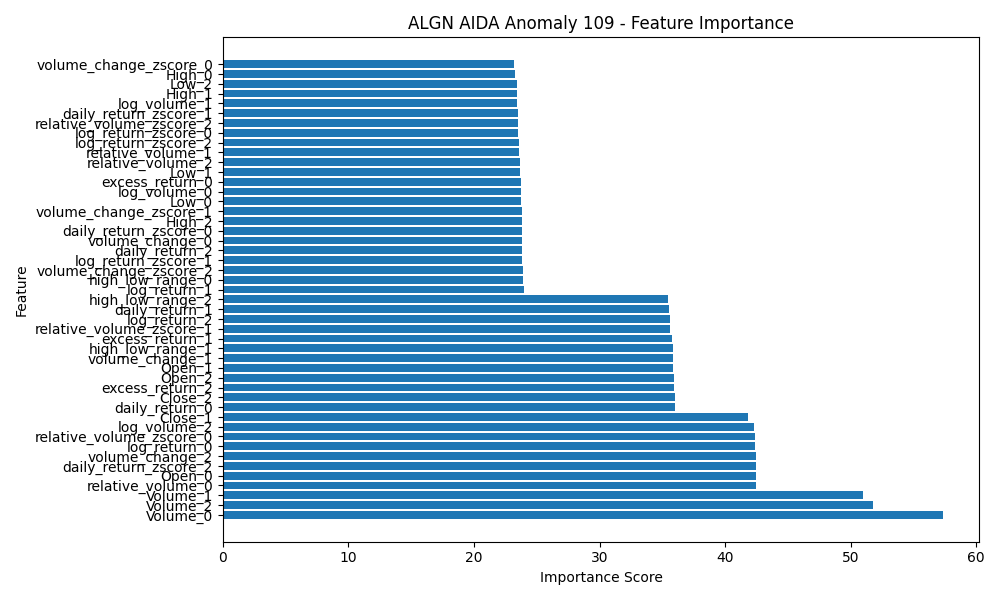 ALGN AIDA Anomaly 109 - Feature Importance
volume_change_zscore_0
High_0
Low_2
High_1
log_volume_1
daily_return_zscore_1
relative_volume_zscore_2
log_return_zscore_0
log_return_zscore_2
relative_volume_1
relative_volume_2
Low_1
excess_return_0
log_volume_0
Low_0
volume_change_zscore_1
High_2
daily_return_zscore_0
volume_change_0
daily_return_2
log_return_zscore_1
volume_change_zscore_2
high_low_range_0
log_return_1
high_low_range_2
daily_return_1
log_return_2
relative_volume_zscore_1
excess_return_1
high_low_range_1
volume_change_1
Open_1
Open_2
excess_return_2
Close_2
daily_return_0
Close_1
log_volume_2
relative_volume_zscore_0
log_return_0
volume_change_2
daily_return_zscore_2
Open_0
relative_volume_0
Volume_1
Volume_2
Volume_0
Feature
0 10 20 30 40 50 60
Importance Score